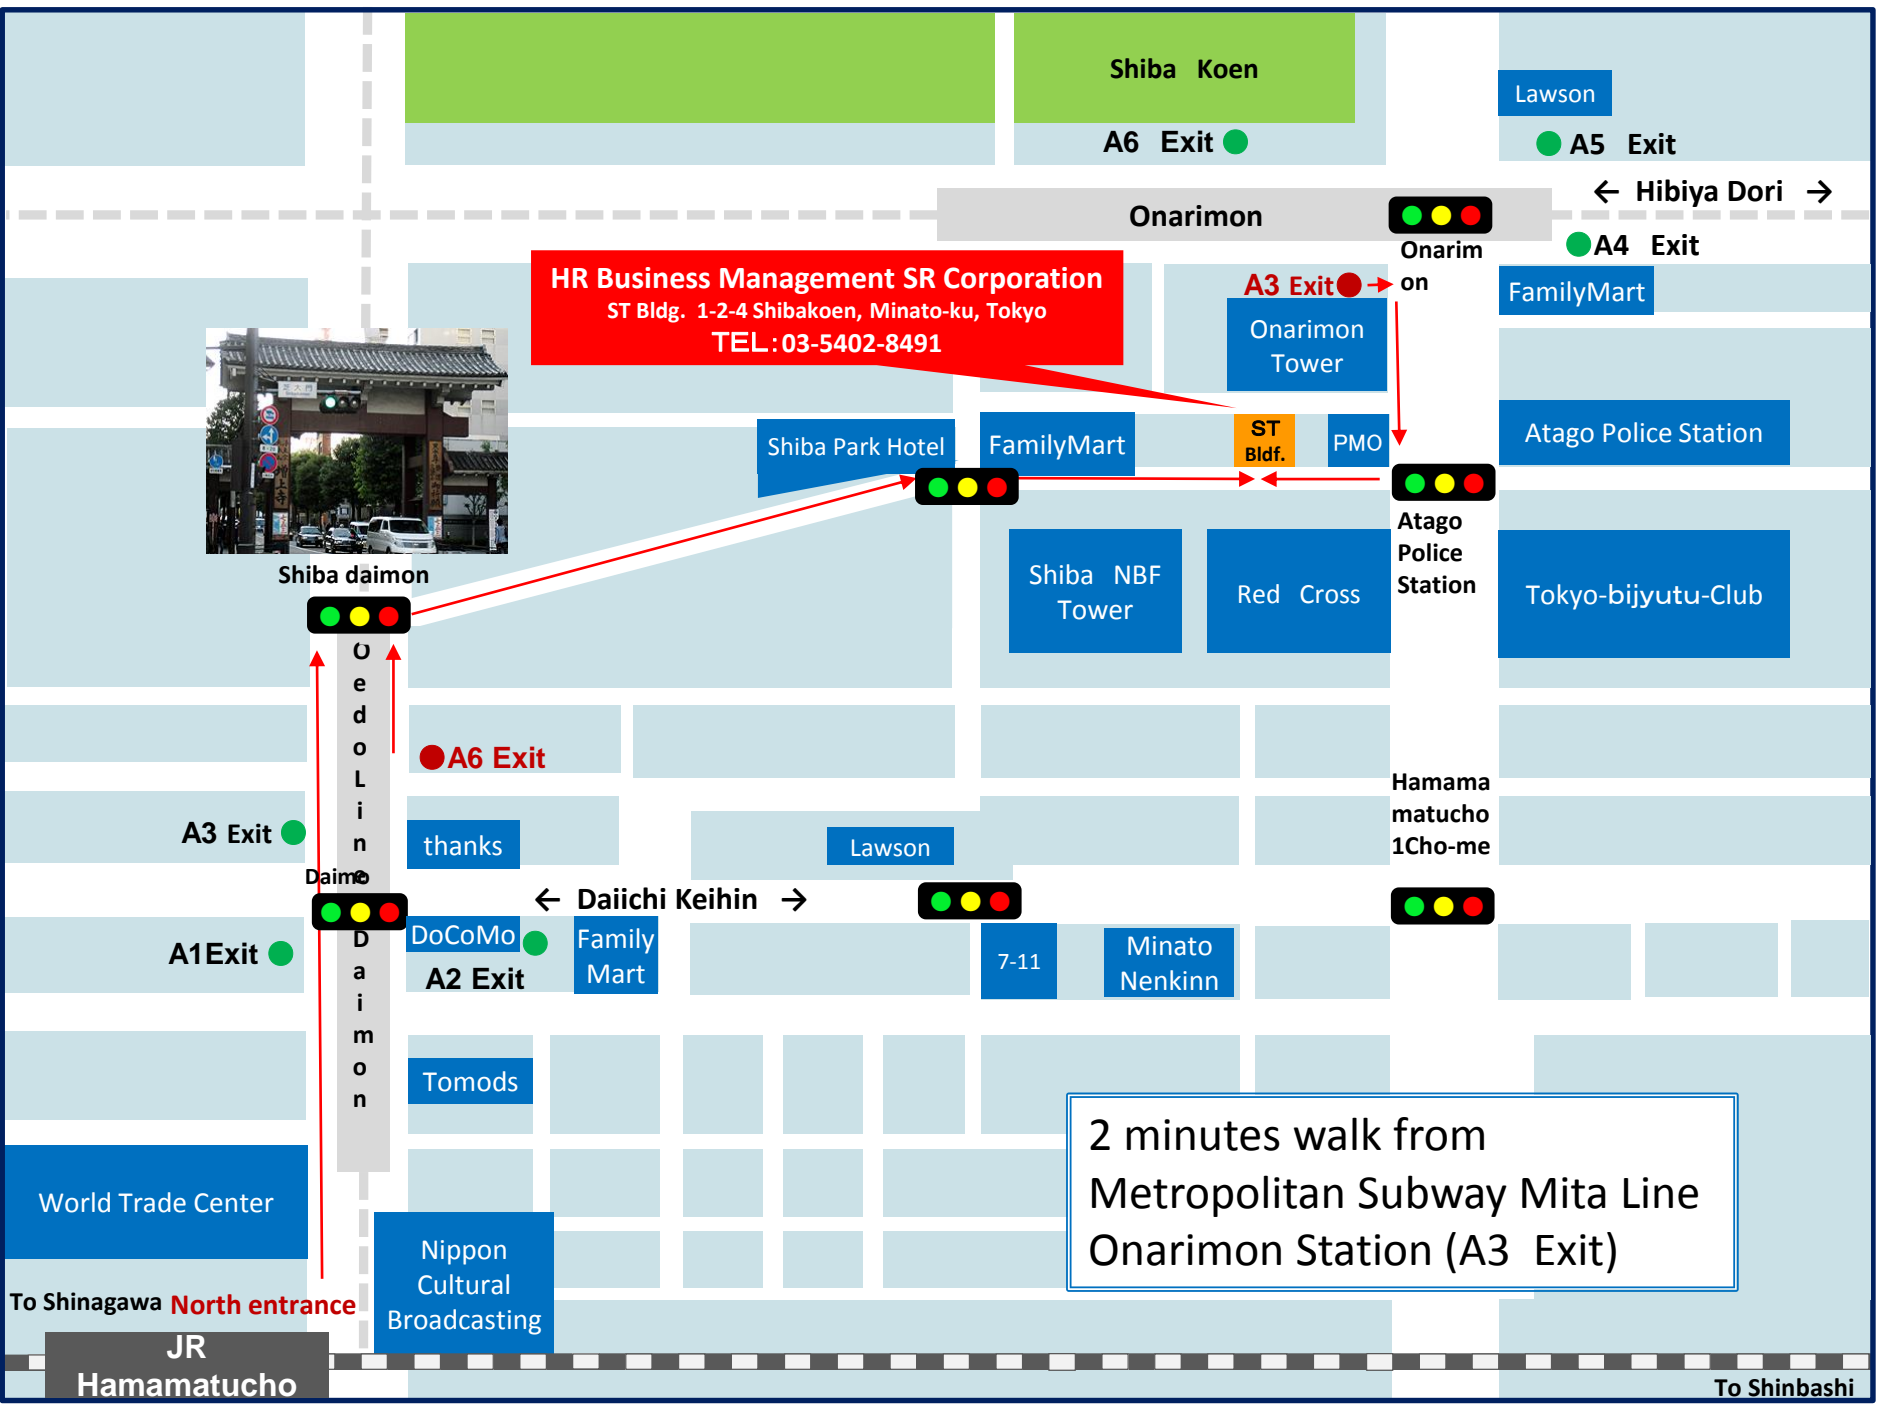 Shiba Koen
Lawson
A6 Exit
A5 Exit
← Hibiya Dori →
Onarimon
Onarim
on
A4 Exit
HR Business Management SR Corporation
ST Bldg. 1-2-4 Shibakoen, Minato-ku, Tokyo
TEL:03-5402-8491
A3 Exit
FamilyMart
Onarimon
Tower
Shiba Park Hotel
FamilyMart
ST
Bldf.
PMO
Atago Police Station
Atago
Police
Station
Shiba daimon
Shiba NBF
Tower
Red Cross
Tokyo-bijyutu-Club
Oedo Line Daimon
A6 Exit
Hamama
matucho
1Cho-me
A3 Exit
thanks
Lawson
Daimo
← Daiichi Keihin →
A1Exit
DoCoMo
A2 Exit
Family
Mart
7-11
Minato
Nenkinn
Tomods
2 minutes walk from
Metropolitan Subway Mita Line
Onarimon Station (A3 Exit)
World Trade Center
Nippon
Cultural
Broadcasting
To Shinagawa North entrance
JR
Hamamatucho
To Shinbashi